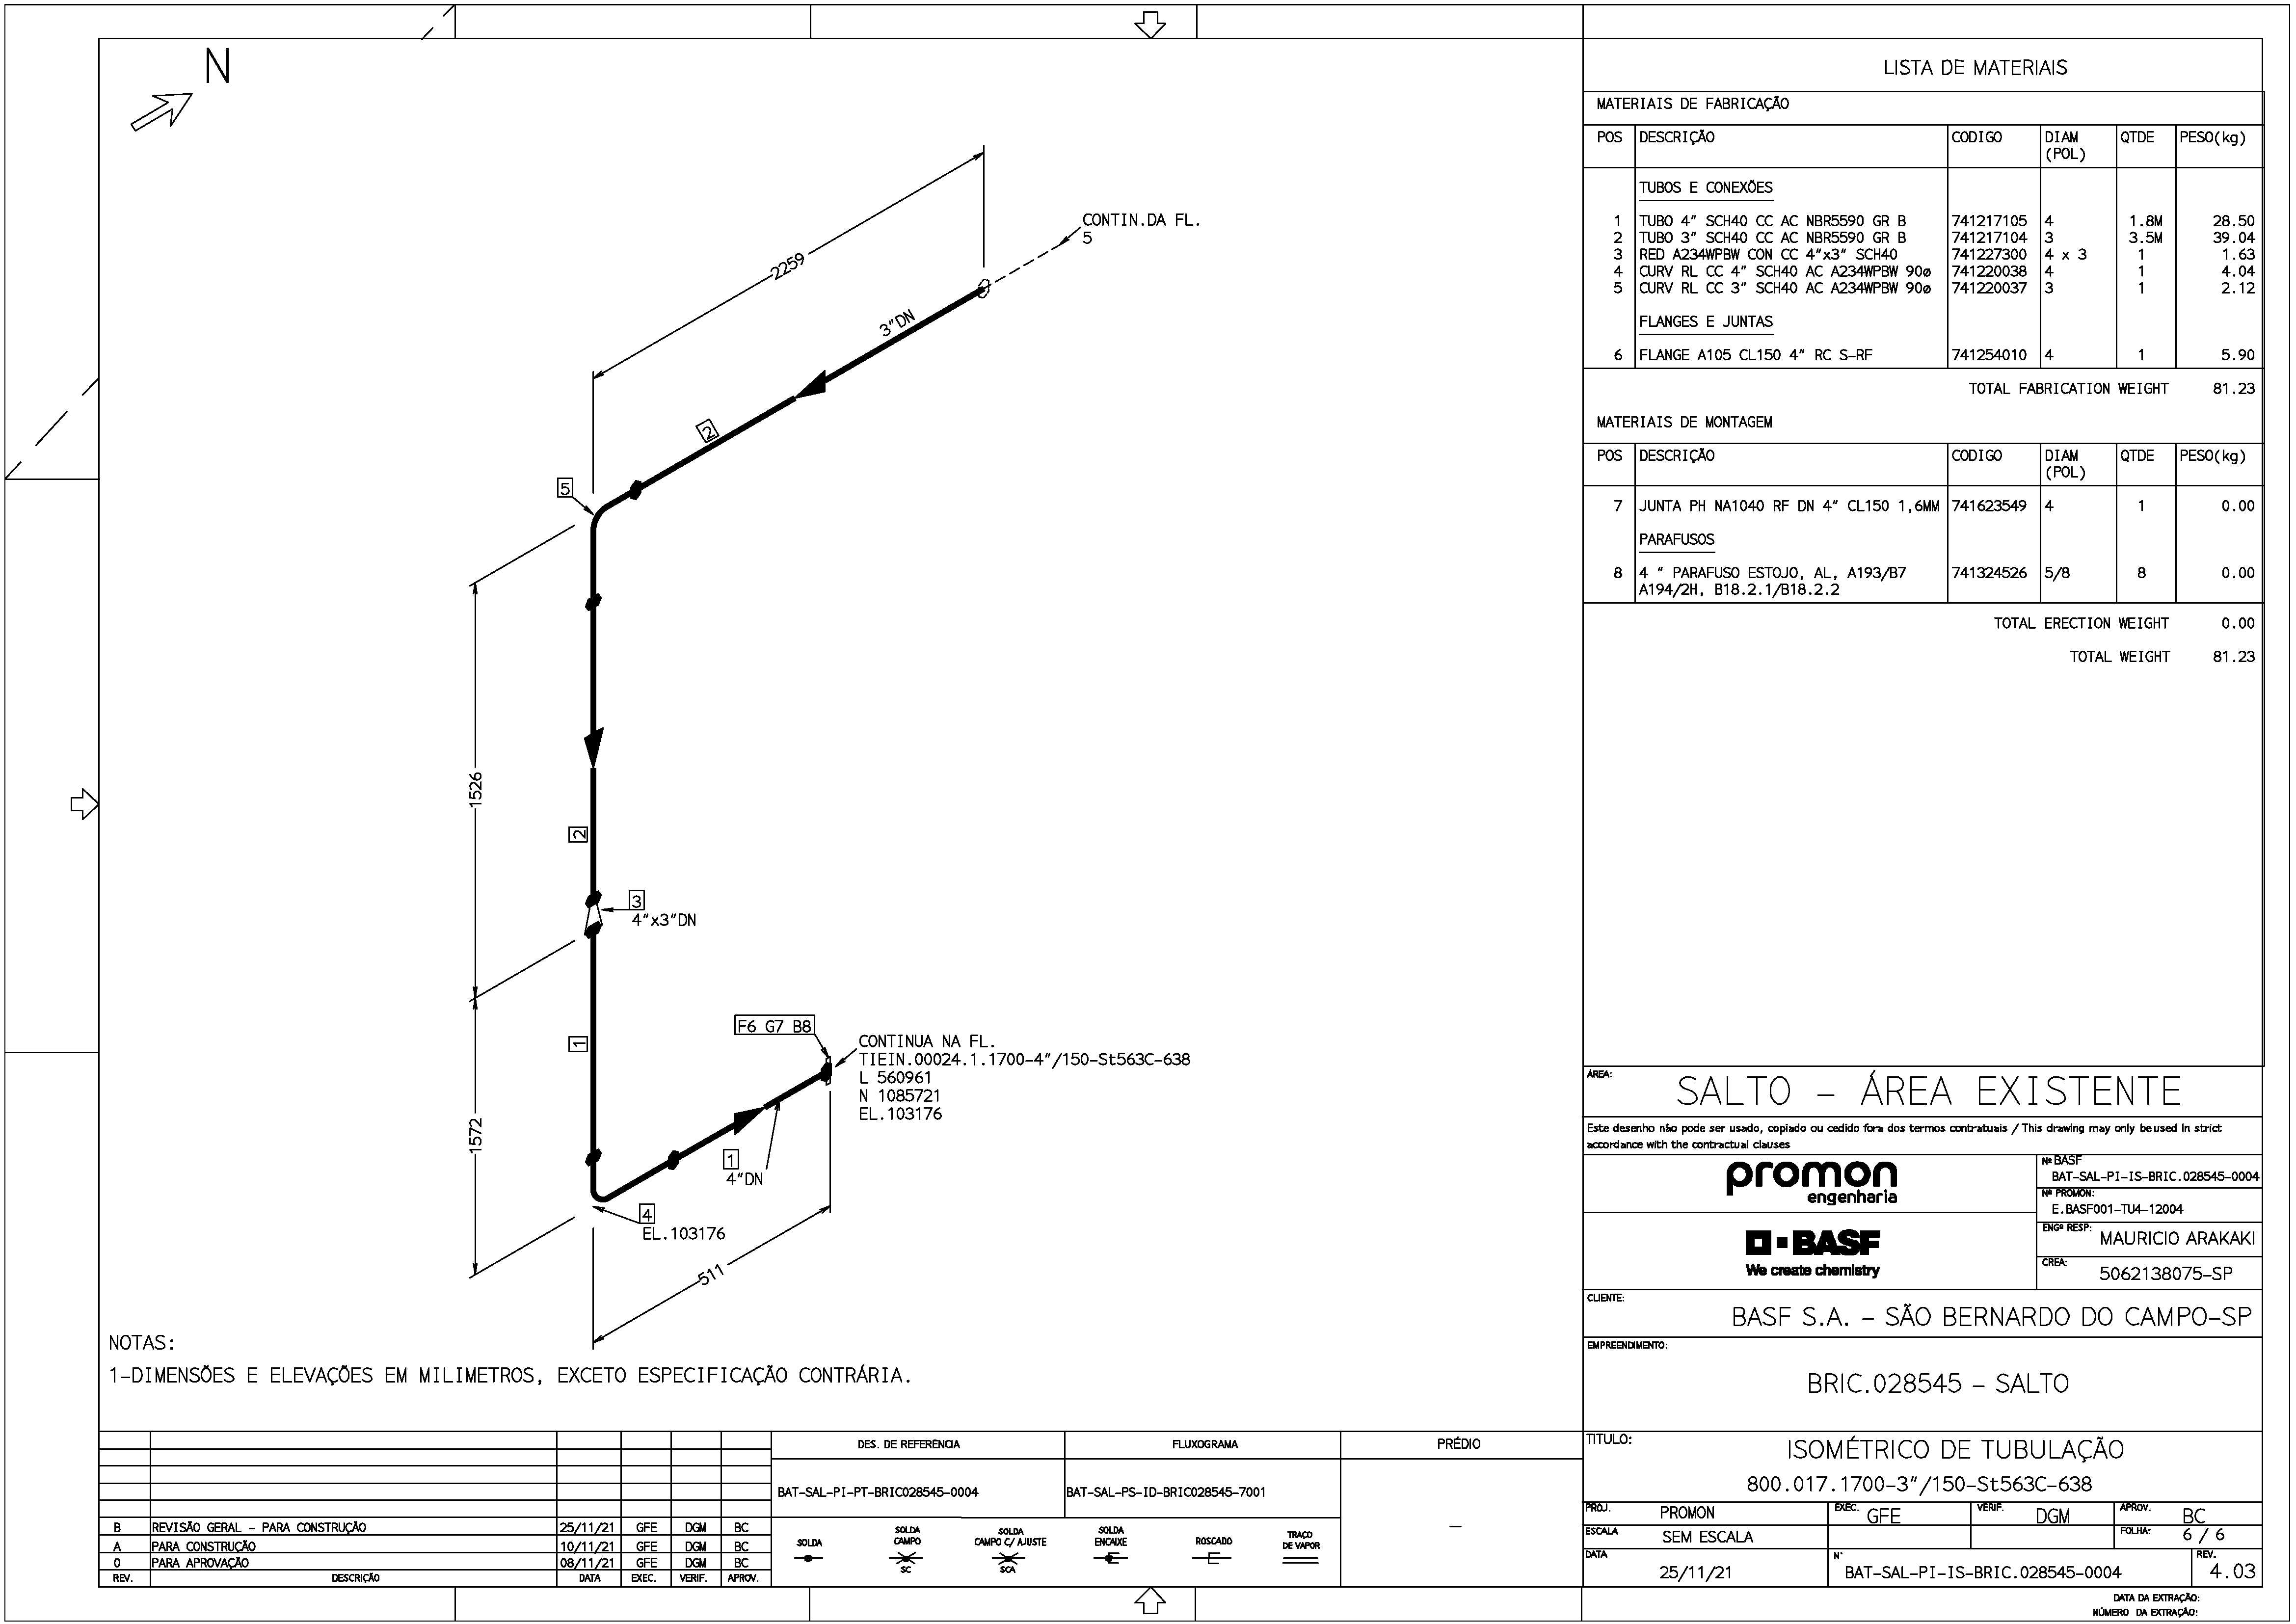 N
2259
CONTIN.DA FL.
5
3"DN
2
5
1526
2
3
4"x3"DN
1
F6 G7 B8
CONTINUA NA FL.
TIEIN.00024.1.1700-4"/150-St563C-638
L 560961
N 1085721
EL.103176
1572
1
4"DN
4
EL.103176
511
NOTAS:
1-DIMENSÕES E ELEVAÇÕES EM MILIMETROS, EXCETO ESPECIFICAÇÃO CONTRÁRIA.
LISTA DE MATERIAIS
MATERIAIS DE FABRICAÇÃO
POS DESCRIÇÃO CODIGO DIAM (POL) QTDE PESO(kg)
TUBOS E CONEXÕES
1 TUBO 4" SCH40 CC AC NBR5590 GR B 741217105 4 1.8M 28.50
2 TUBO 3" SCH40 CC AC NBR5590 GR B 741217104 3 3.5M 39.04
3 RED A234WPBW CON CC 4"x3" SCH40 741227300 4 x 3 1 1.63
4 CURV RL CC 4" SCH40 AC A234WPBW 90ø 741220038 4 1 4.04
5 CURV RL CC 3" SCH40 AC A234WPBW 90ø 741220037 3 1 2.12
FLANGES E JUNTAS
6 FLANGE A105 CL150 4" RC S-RF 741254010 4 1 5.90
TOTAL FABRICATION WEIGHT 81.23
MATERIAIS DE MONTAGEM
POS DESCRIÇÃO CODIGO DIAM (POL) QTDE PESO(kg)
7 JUNTA PH NA1040 RF DN 4" CL150 1,6MM 741623549 4 1 0.00
PARAFUSOS
8 4 " PARAFUSO ESTOJO, AL, A193/B7 741324526 5/8 8 0.00
A194/2H, B18.2.1/B18.2.2
TOTAL ERECTION WEIGHT 0.00
TOTAL WEIGHT 81.23
ÁREA:
SALTO - ÁREA EXISTENTE
Este desenho não pode ser usado, copiado ou cedido fora dos termos contratuais / This drawing may only be used in strict
accordance with the contractual clauses
promon
engenharia
Nº BASF
BAT-SAL-PI-IS-BRIC.028545-0004
Nº PROMON:
E.BASF001-TU4-12004
BASF
We create chemistry
ENGº RESP:
MAURICIO ARAKAKI
CREA:
5062138075-SP
CLIENTE:
BASF S.A. - SÃO BERNARDO DO CAMPO-SP
EMPREENDIMENTO:
BRIC.028545 - SALTO
TITULO:
ISOMÉTRICO DE TUBULAÇÃO
800.017.1700-3"/150-St563C-638
PROJ. PROMON EXEC. GFE VERIF. DGM APROV. BC
ESCALA SEM ESCALA FOLHA: 6 / 6
DATA 25/11/21 N° BAT-SAL-PI-IS-BRIC.028545-0004 REV. 4.03
DATA DA EXTRAÇÃO:
NÚMERO DA EXTRAÇÃO:
B REVISÃO GERAL - PARA CONSTRUÇÃO 25/11/21 GFE DGM BC
A PARA CONSTRUÇÃO 10/11/21 GFE DGM BC
0 PARA APROVAÇÃO 08/11/21 GFE DGM BC
REV. DESCRIÇÃO DATA EXEC. VERIF. APROV.
DES. DE REFERÊNCIA FLUXOGRAMA PRÉDIO
BAT-SAL-PI-PT-BRIC028545-0004 BAT-SAL-PS-ID-BRIC028545-7001 -
SOLDA
SOLDA CAMPO
SC
SOLDA CAMPO C/ AJUSTE
SCA
SOLDA ENCAIXE
ROSCADO
TRAÇO DE VAPOR